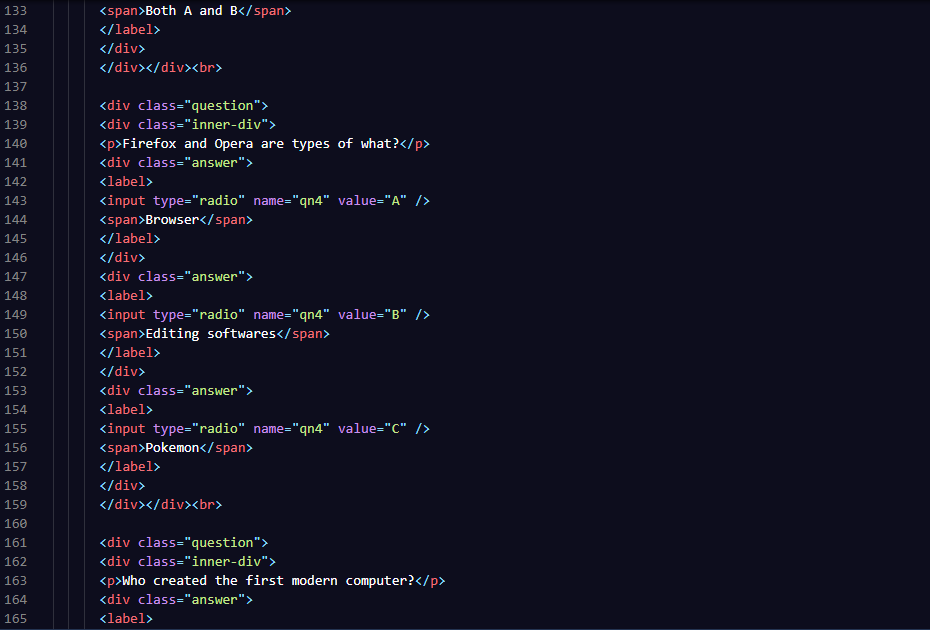 133 <span>Both A and B</span>
134 </label>
135 </div>
136 </div></div><br>
137
138 <div class="question">
139 <div class="inner-div">
140 <p>Firefox and Opera are types of what?</p>
141 <div class="answer">
142 <label>
143 <input type="radio" name="qn4" value="A" />
144 <span>Browser</span>
145 </label>
146 </div>
147 <div class="answer">
148 <label>
149 <input type="radio" name="qn4" value="B" />
150 <span>Editing softwares</span>
151 </label>
152 </div>
153 <div class="answer">
154 <label>
155 <input type="radio" name="qn4" value="C" />
156 <span>Pokemon</span>
157 </label>
158 </div>
159 </div></div><br>
160
161 <div class="question">
162 <div class="inner-div">
163 <p>Who created the first modern computer?</p>
164 <div class="answer">
165 <label>